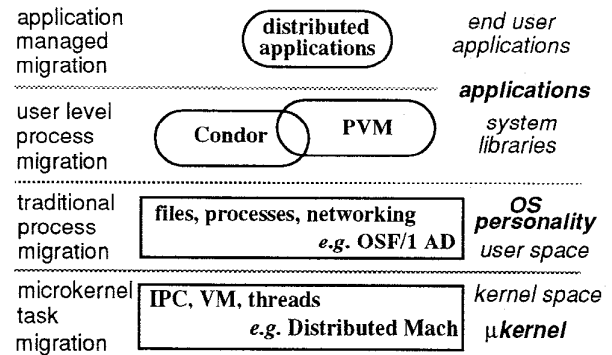 application
managed
migration
distributed
applications
end user
applications
applications
user level
process
migration
Condor
PVM
system
libraries
traditional
process
migration
files, processes, networking
e.g. OSF/1 AD
OS
personality
user space
microkernel
task
migration
IPC, VM, threads
e.g. Distributed Mach
kernel space
μkernel